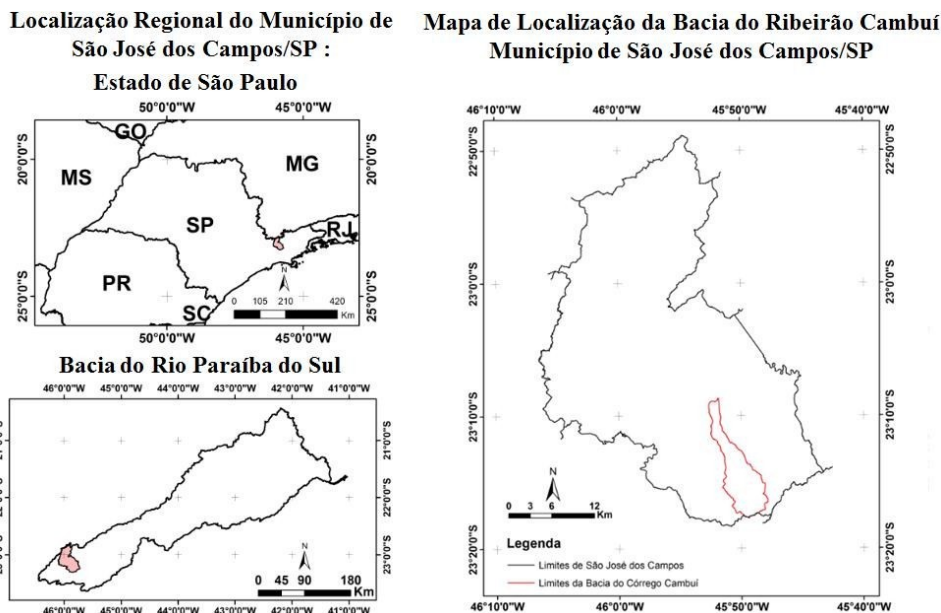 Localização Regional do Município de
São José dos Campos/SP :
Estado de São Paulo
50°0'0"W 45°0'0"W
GO
MG
MS
SP
RJ
PR
SC
20°0'0"S 20°0'0"S
25°0'0"S 25°0'0"S
N
0 105 210 420
Km
50°0'0"W 45°0'0"W
Bacia do Rio Paraíba do Sul
46°0'0"W 45°0'0"W 44°0'0"W 43°0'0"W 42°0'0"W 41°0'0"W
21°0'0"S
22°0'0"S
23°0'0"S
N
0 45 90 180
Km
46°0'0"W 45°0'0"W 44°0'0"W 43°0'0"W 42°0'0"W 41°0'0"W
Mapa de Localização da Bacia do Ribeirão Cambuí
Município de São José dos Campos/SP
46°10'0"W 46°0'0"W 45°50'0"W 45°40'0"W
22°50'0"S 22°50'0"S
23°0'0"S 23°0'0"S
23°10'0"S 23°10'0"S
23°20'0"S 23°20'0"S
N
0 3 6 12
Km
Legenda
Limites de São José dos Campos
Limites da Bacia do Córrego Cambuí
46°10'0"W 46°0'0"W 45°50'0"W 45°40'0"W